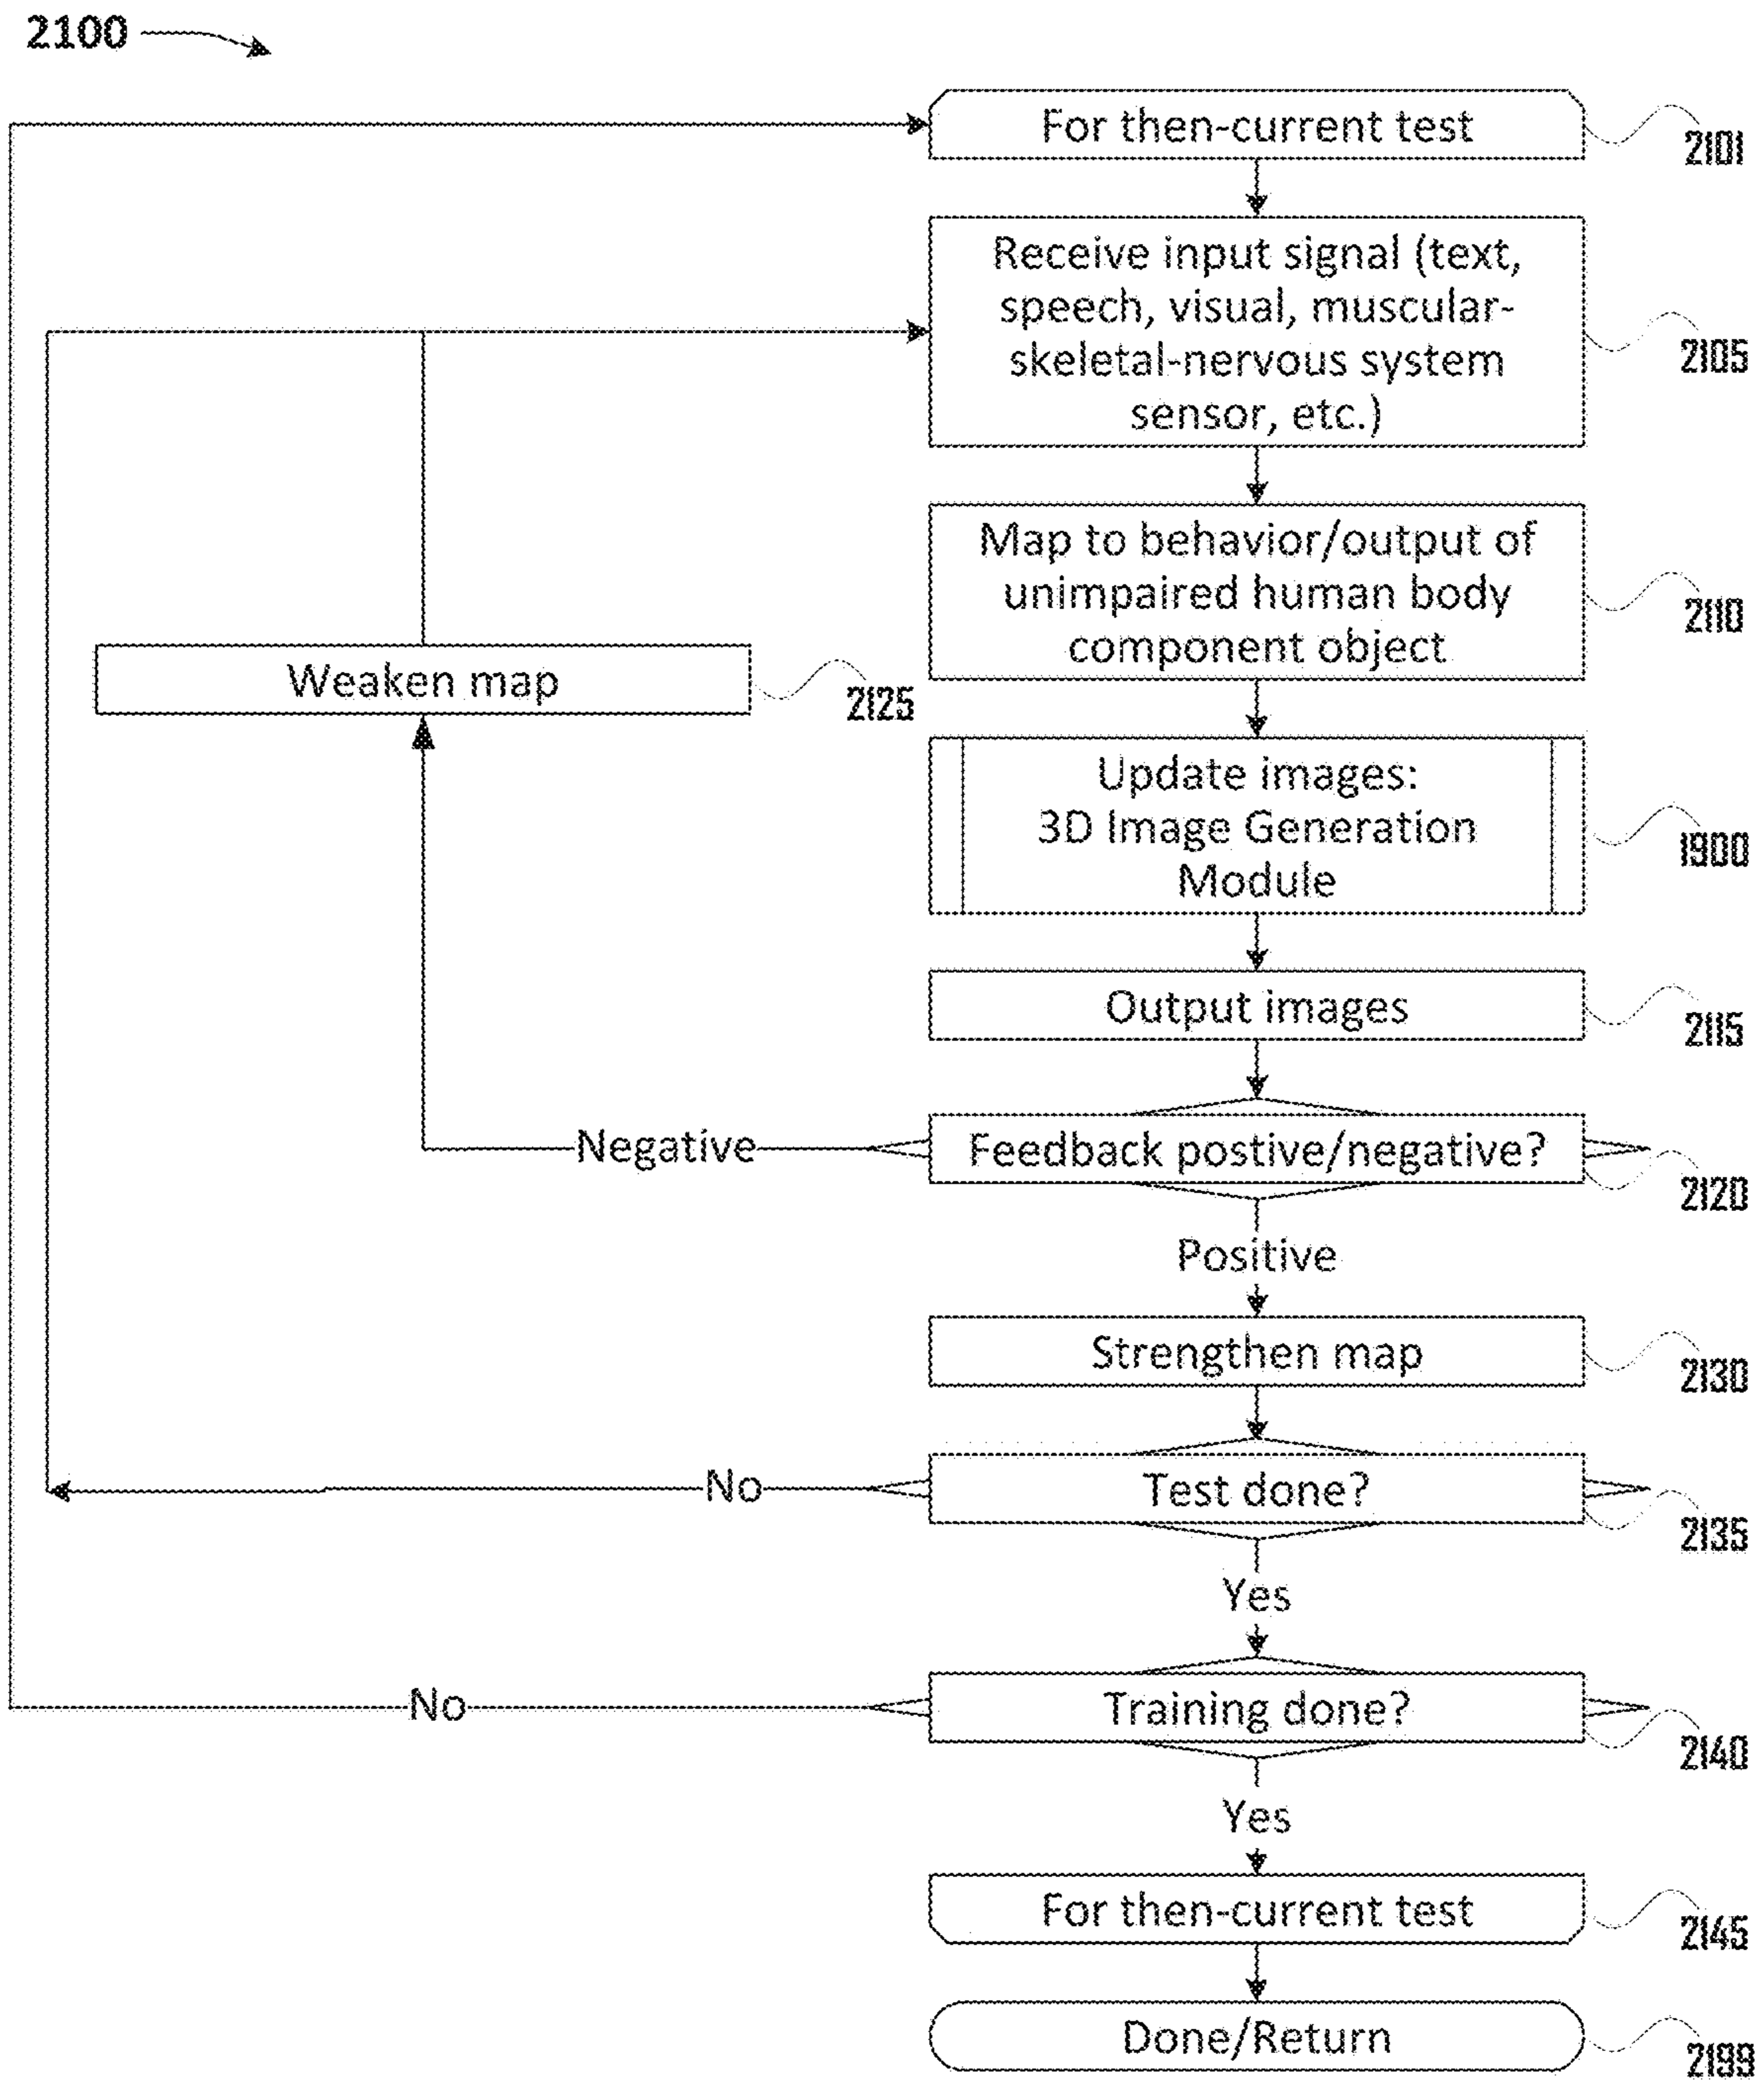 2100
For then-current test
2101
Receive input signal (text,
speech, visual, muscular-
skeletal-nervous system
sensor, etc.)
2105
Map to behavior/output of
unimpaired human body
component object
2110
Weaken map
2125
Update images:
3D Image Generation
Module
1900
Output images
2115
Negative
Feedback postive/negative?
2120
Positive
Strengthen map
2130
No
Test done?
2135
Yes
No
Training done?
2140
Yes
For then-current test
2145
Done/Return
2199